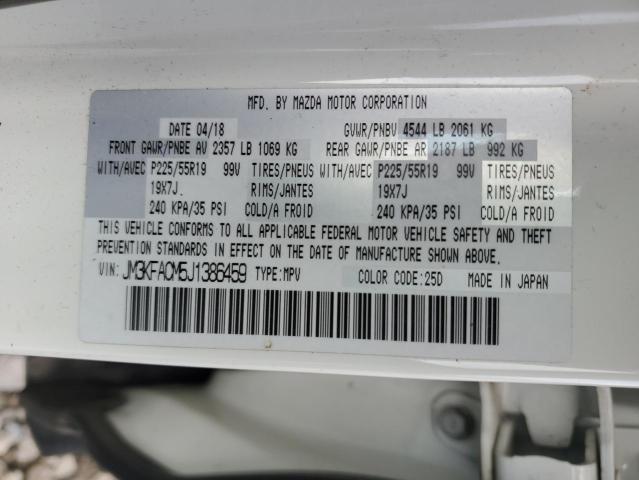 MFD. BY MAZDA MOTOR CORPORATION
DATE 04/18 GVWR/PNBV 4544 LB 2061 KG
FRONT GAWR/PNBE AV 2357 LB 1069 KG REAR GAWR/PNBE AR 2187 LB 992 KG
WITH/AVEC P225/55R19 99V TIRES/PNEUS WITH/AVEC P225/55R19 99V TIRES/PNEUS
19X7J RIMS/JANTES 19X7J RIMS/JANTES
240 KPA/35 PSI COLD/A FROID 240 KPA/35 PSI COLD/A FROID
THIS VEHICLE CONFORMS TO ALL APPLICABLE FEDERAL MOTOR VEHICLE SAFETY AND THEFT
PREVENTION STANDARDS IN EFFECT ON THE DATE OF MANUFACTURE SHOWN ABOVE.
VIN: JM3KFACM5J1386459 TYPE:MPV COLOR CODE:25D MADE IN JAPAN